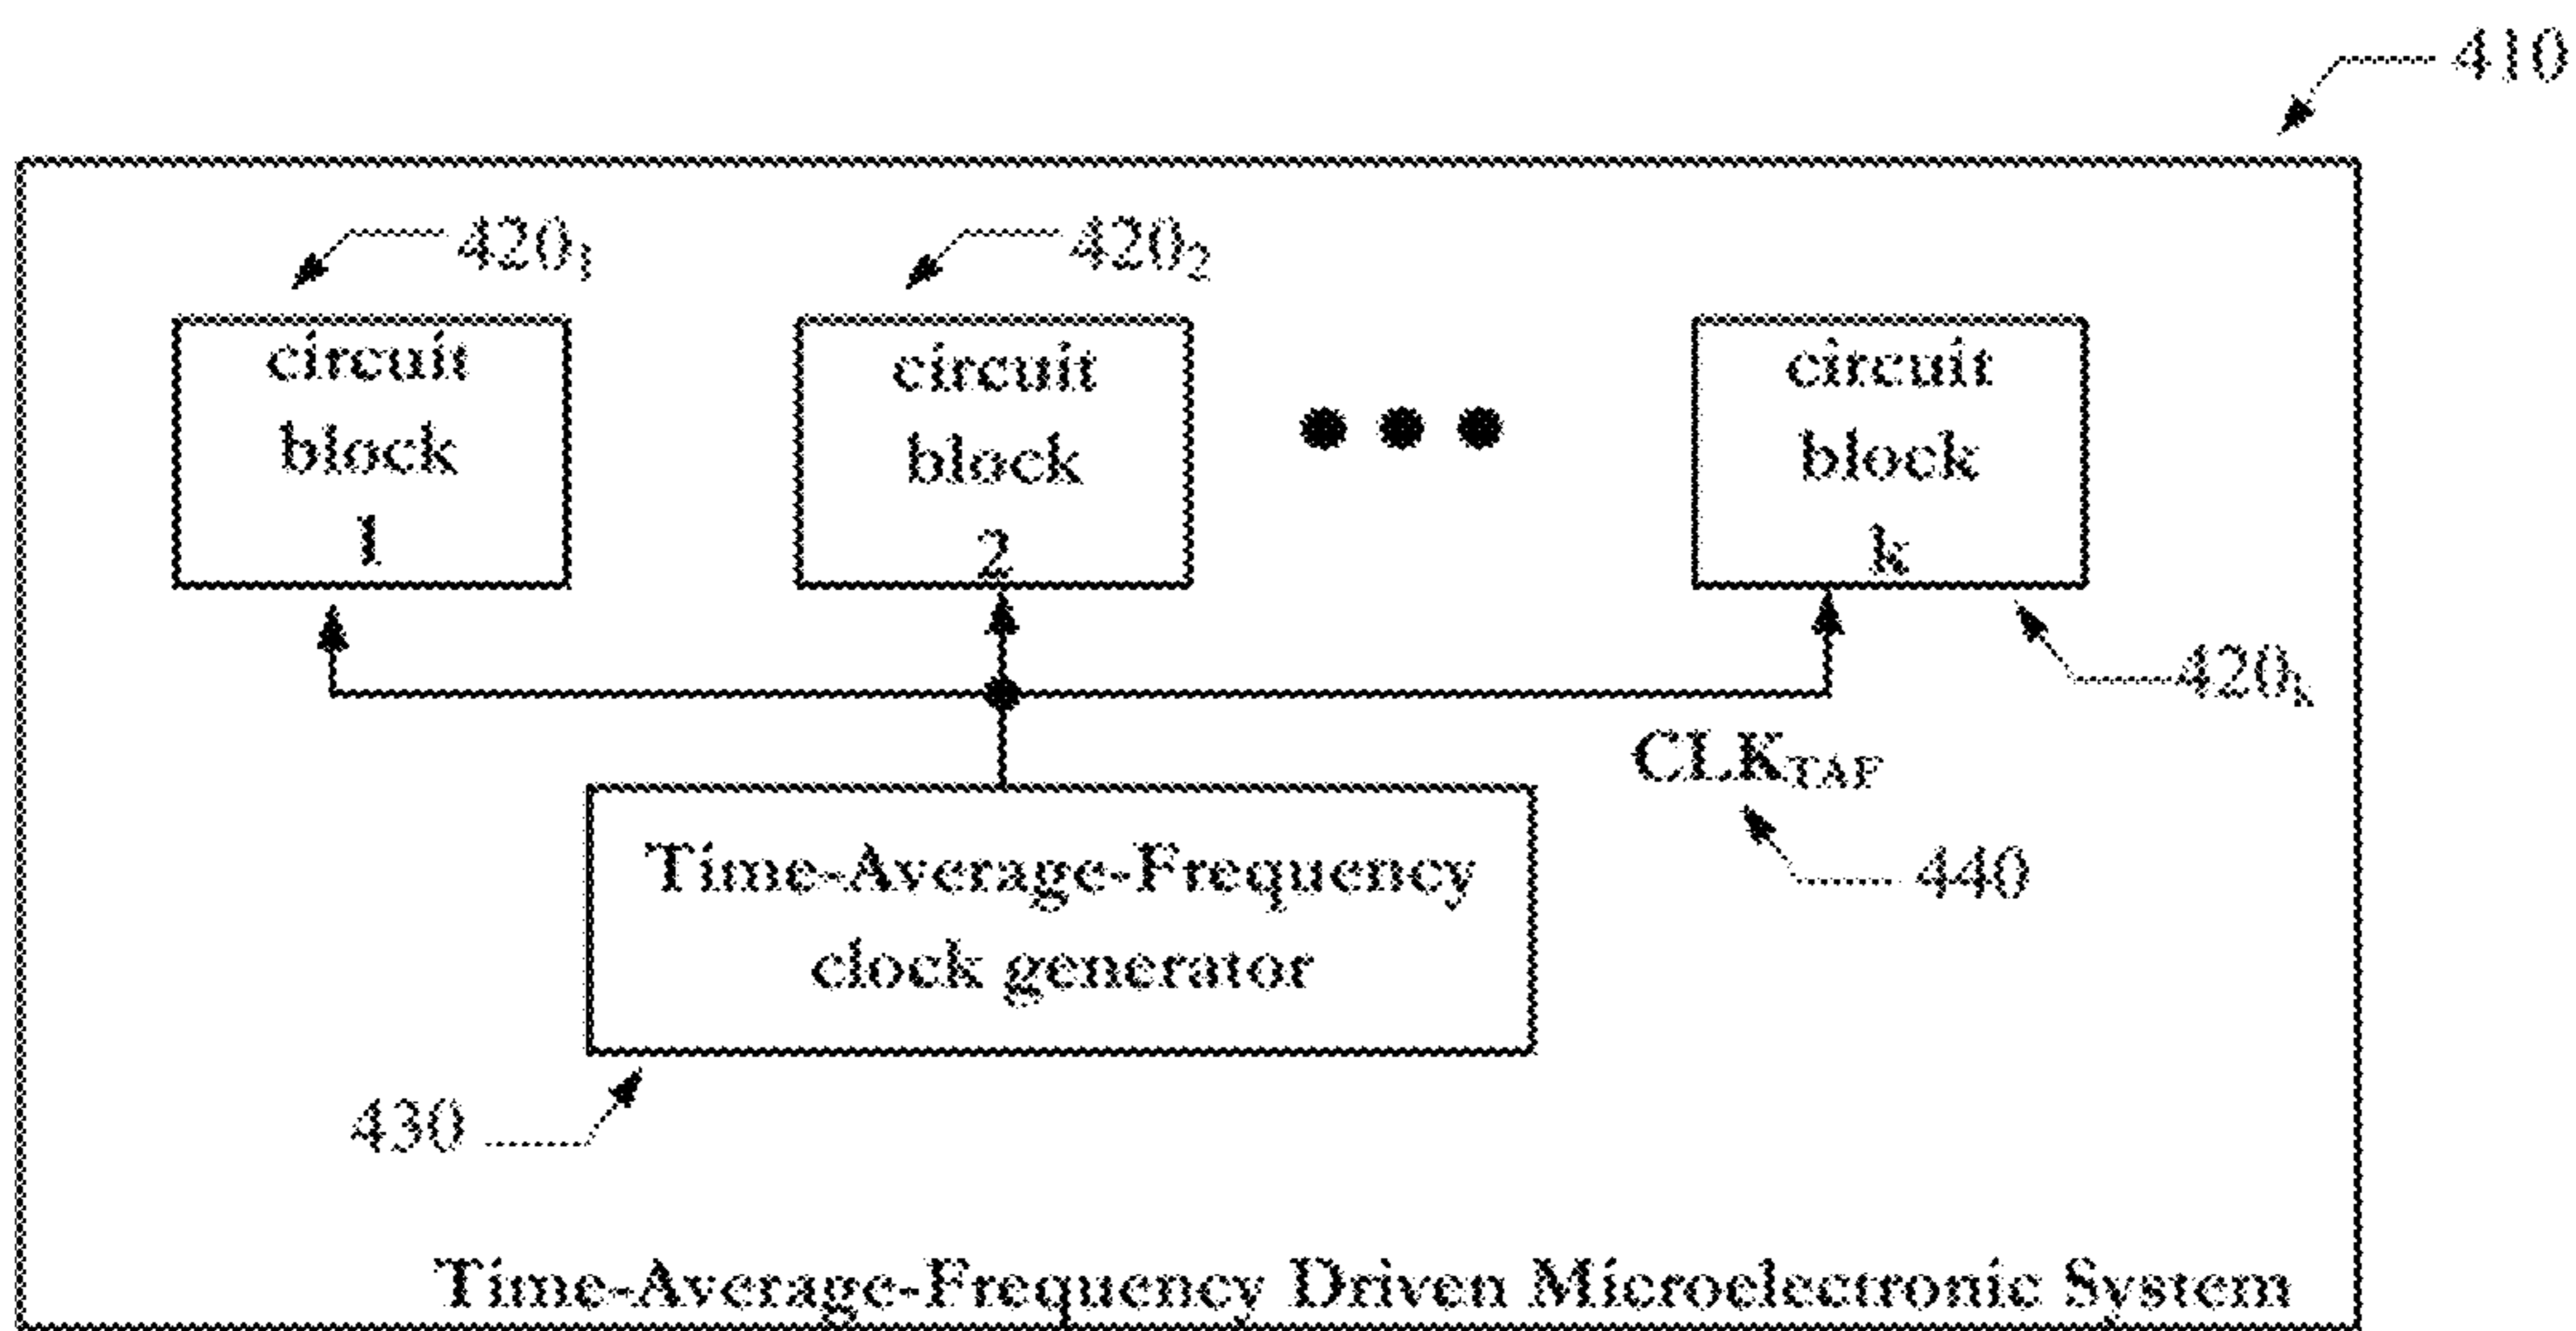 410
420₁
420₂
circuit
block
1
circuit
block
2
circuit
block
k
420ₖ
CLK_TAF
440
Time-Average-Frequency
clock generator
430
Time-Average-Frequency Driven Microelectronic System